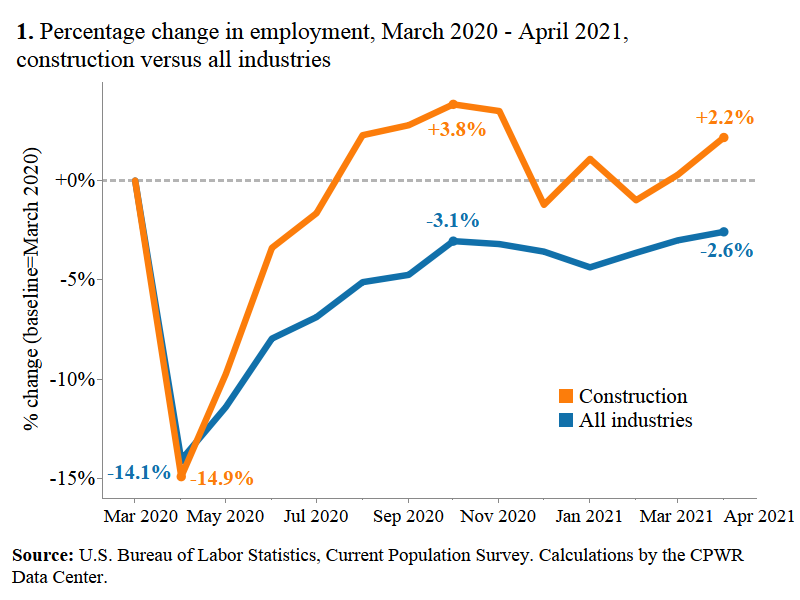 1. Percentage change in employment, March 2020 - April 2021,
construction versus all industries
% change (baseline=March 2020)
+0%
-5%
-10%
-15%
+3.8%
+2.2%
-3.1%
-2.6%
-14.1%
-14.9%
Construction
All industries
Mar 2020 May 2020 Jul 2020 Sep 2020 Nov 2020 Jan 2021 Mar 2021 Apr 2021
Source: U.S. Bureau of Labor Statistics, Current Population Survey. Calculations by the CPWR
Data Center.